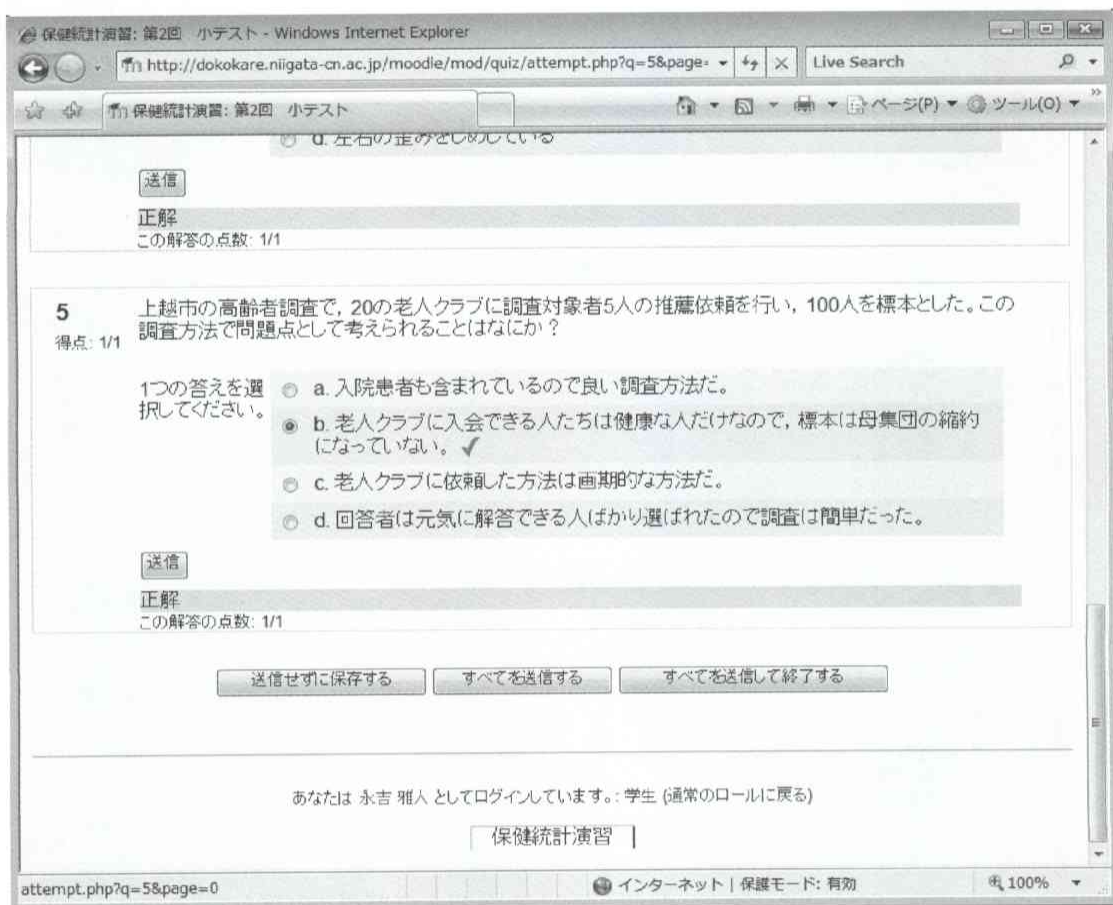 保健統計演習: 第2回 小テスト - Windows Internet Explorer
http://dokokare.niigata-cn.ac.jp/moodle/mod/quiz/attempt.php?q=5&page=
Live Search
保健統計演習: 第2回 小テスト
ページ(P)
ツール(O)
d. 左右の歪みをしめしている
送信
正解
この解答の点数: 1/1
5
得点: 1/1
上越市の高齢者調査で, 20の老人クラブに調査対象者5人の推薦依頼を行い, 100人を標本とした。この
調査方法で問題点として考えられることはなにか？
1つの答えを選
択してください。
a. 入院患者も含まれているので良い調査方法だ。
b. 老人クラブに入会できる人たちは健康な人だけなので, 標本は母集団の縮約
になっていない。
c. 老人クラブに依頼した方法は画期的な方法だ。
d. 回答者は元気に解答できる人ばかり選ばれたので調査は簡単だった。
送信
正解
この解答の点数: 1/1
送信せずに保存する
すべてを送信する
すべてを送信して終了する
あなたは 永吉 雅人 としてログインしています。: 学生 (通常のロールに戻る)
保健統計演習
attempt.php?q=5&page=0
インターネット | 保護モード: 有効
100%